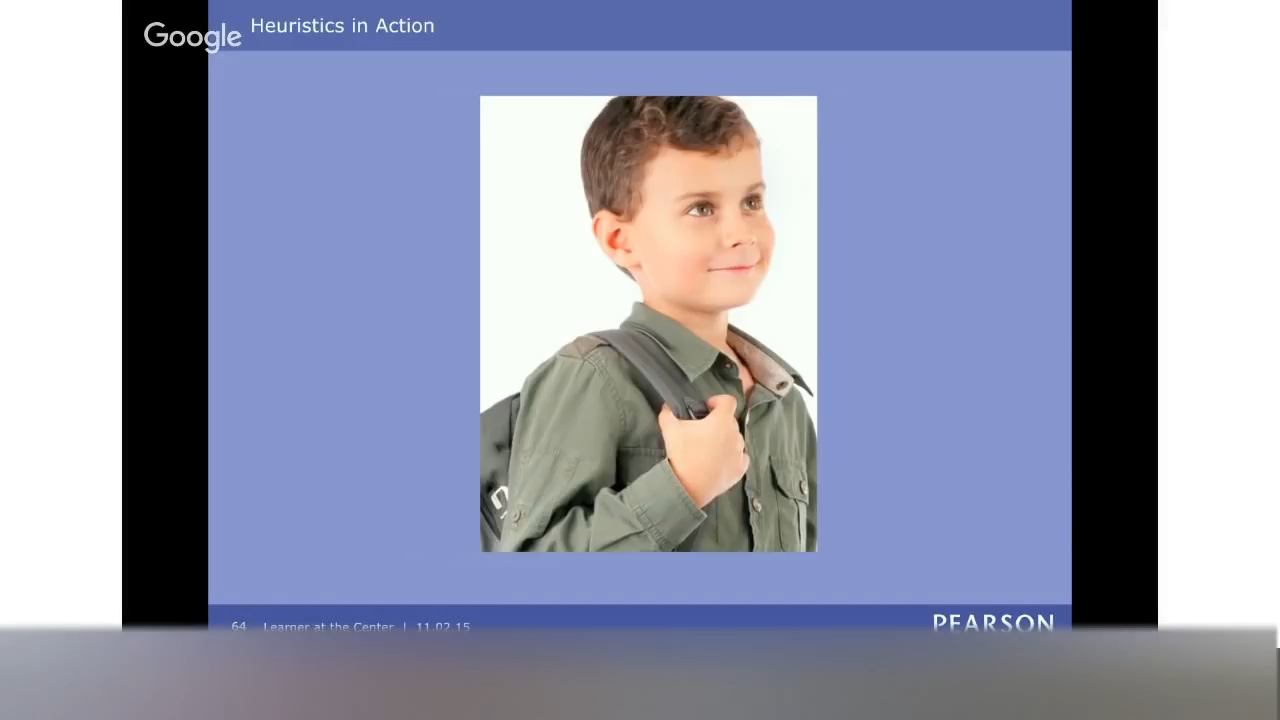 Google
Heuristics in Action
64 Learner at the Center | 11.02.15
PEARSON